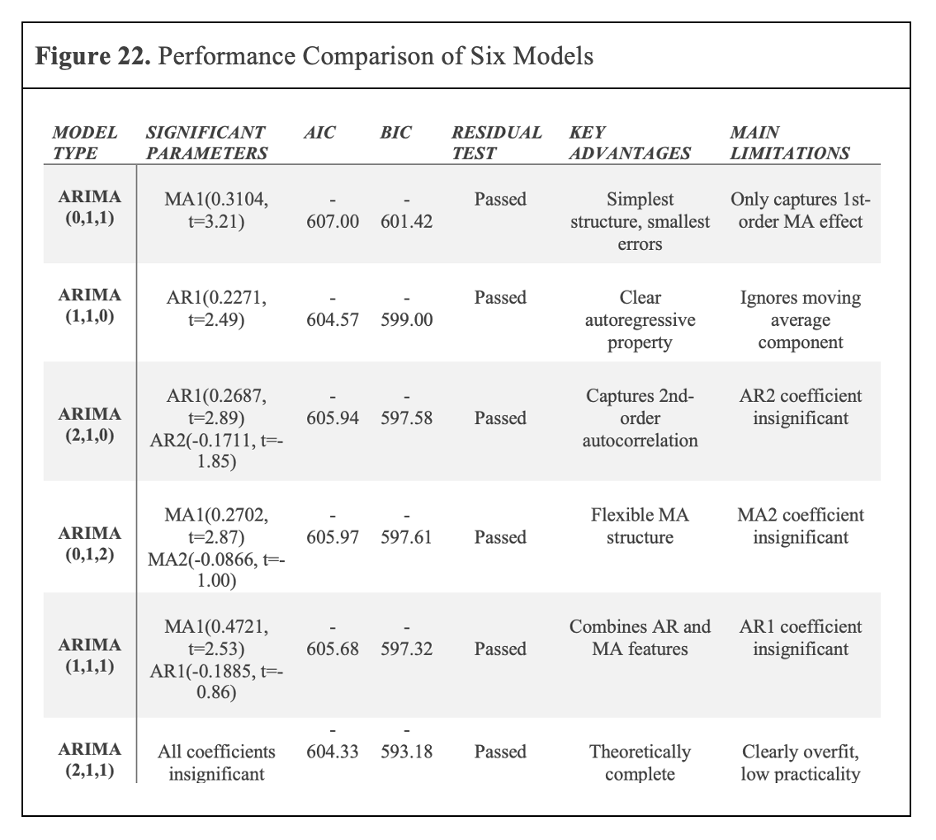 Figure 22. Performance Comparison of Six Models
MODEL TYPE SIGNIFICANT PARAMETERS AIC BIC RESIDUAL TEST KEY ADVANTAGES MAIN LIMITATIONS
ARIMA MA1(0.3104, - - Passed Simplest Only captures 1st-
(0,1,1) t=3.21) 607.00 601.42 structure, smallest order MA effect
errors
ARIMA AR1(0.2271, - - Passed Clear Ignores moving
(1,1,0) t=2.49) 604.57 599.00 autoregressive average
property component
AR1(0.2687, - - Captures 2nd- AR2 coefficient
ARIMA t=2.89) 605.94 597.58 Passed order insignificant
(2,1,0) AR2(-0.1711, t=- autocorrelation
1.85)
MA1(0.2702, - - Flexible MA MA2 coefficient
ARIMA t=2.87) 605.97 597.61 Passed structure insignificant
(0,1,2) MA2(-0.0866, t=-
1.00)
MA1(0.4721, - - Combines AR and AR1 coefficient
ARIMA t=2.53) 605.68 597.32 Passed MA features insignificant
(1,1,1) AR1(-0.1885, t=-
0.86)
- -
ARIMA All coefficients 604.33 593.18 Passed Theoretically Clearly overfit,
(2,1,1) insignificant complete low practicality